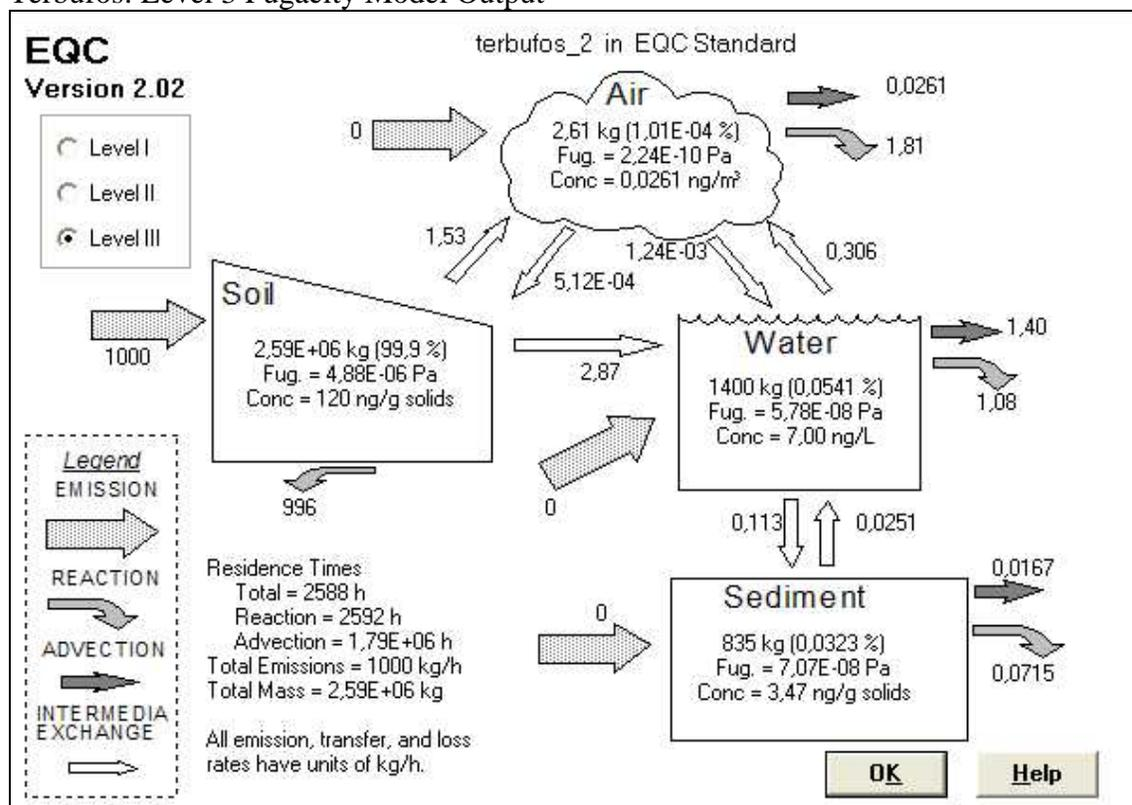 Terbufos: Level 3 Fugacity Model Output
EQC
Version 2.02
terbufos_2 in EQC Standard
Level I
Level II
Level III
0
Air
2,61 kg (1,01E-04 %)
Fug. = 2,24E-10 Pa
Conc = 0,0261 ng/m³
0,0261
1,81
1,53
5,12E-04
1,24E-03
0,306
1000
Soil
2,59E+06 kg (99,9 %)
Fug. = 4,88E-06 Pa
Conc = 120 ng/g solids
996
2,87
0
Water
1400 kg (0,0541 %)
Fug. = 5,78E-08 Pa
Conc = 7,00 ng/L
1,40
1,08
0,113
0,0251
Legend
EMISSION
REACTION
ADVECTION
INTERMEDIA
EXCHANGE
Residence Times
Total = 2588 h
Reaction = 2592 h
Advection = 1,79E+06 h
Total Emissions = 1000 kg/h
Total Mass = 2,59E+06 kg
All emission, transfer, and loss
rates have units of kg/h.
0
Sediment
835 kg (0,0323 %)
Fug. = 7,07E-08 Pa
Conc = 3,47 ng/g solids
0,0167
0,0715
OK
Help